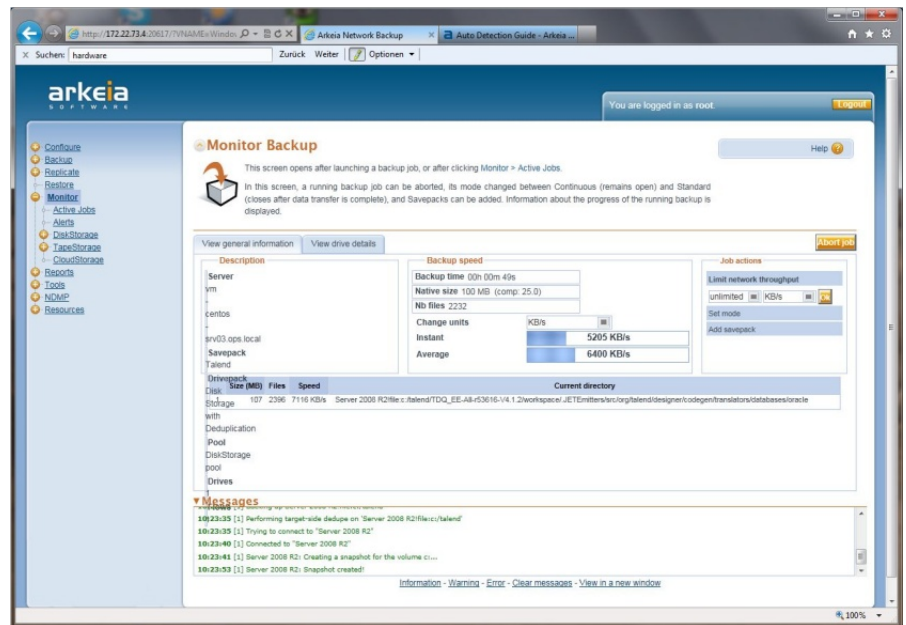 http://172.22.73.4:20617/?VNAME=Window
Arkeia Network Backup
Auto Detection Guide - Arkeia ...
x Suchen: hardware
Zurück Weiter Optionen
arkeia
SOFTWARE
You are logged in as root.
Logout
Configure
Backup
Replicate
Restore
Monitor
Active Jobs
Alerts
DiskStorage
TapeStorage
CloudStorage
Reports
Tools
NDMP
Resources
Monitor Backup
Help
This screen opens after launching a backup job, or after clicking Monitor » Active Jobs.
In this screen, a running backup job can be aborted, its mode changed between Continuous (remains open) and Standard
(closes after data transfer is complete), and Savepacks can be added. Information about the progress of the running backup is
displayed.
View general information
View drive details
Abort job
Description
Server
vm
-
centos
-
srv03.ops.local
Savepack
Talend
Drivepack
Disk
Storage
with
Deduplication
Pool
DiskStorage
pool
Drives
1
Backup speed
Backup time 00h 00m 49s
Native size 100 MB (comp: 25.0)
Nb files 2232
Change units KB/s
Instant 5205 KB/s
Average 6400 KB/s
Job actions
Limit network throughput
unlimited KB/s
Set mode
Add savepack
Size (MB) Files Speed Current directory
1 107 2396 7116 KB/s Server 2008 R2!file:c:/talend/TDQ_EE-All-r53616-V4.1.2/workspace/.JETEmitters/src/org/talend/designer/codegen/translators/databases/oracle
Messages
10:23:35 [1] Performing target-side dedupe on 'Server 2008 R2!file:c:/talend'
10:23:35 [1] Trying to connect to "Server 2008 R2"
10:23:40 [1] Connected to "Server 2008 R2"
10:23:41 [1] Server 2008 R2: Creating a snapshot for the volume c:...
10:23:53 [1] Server 2008 R2: Snapshot created!
Information - Warning - Error - Clear messages - View in a new window
100%